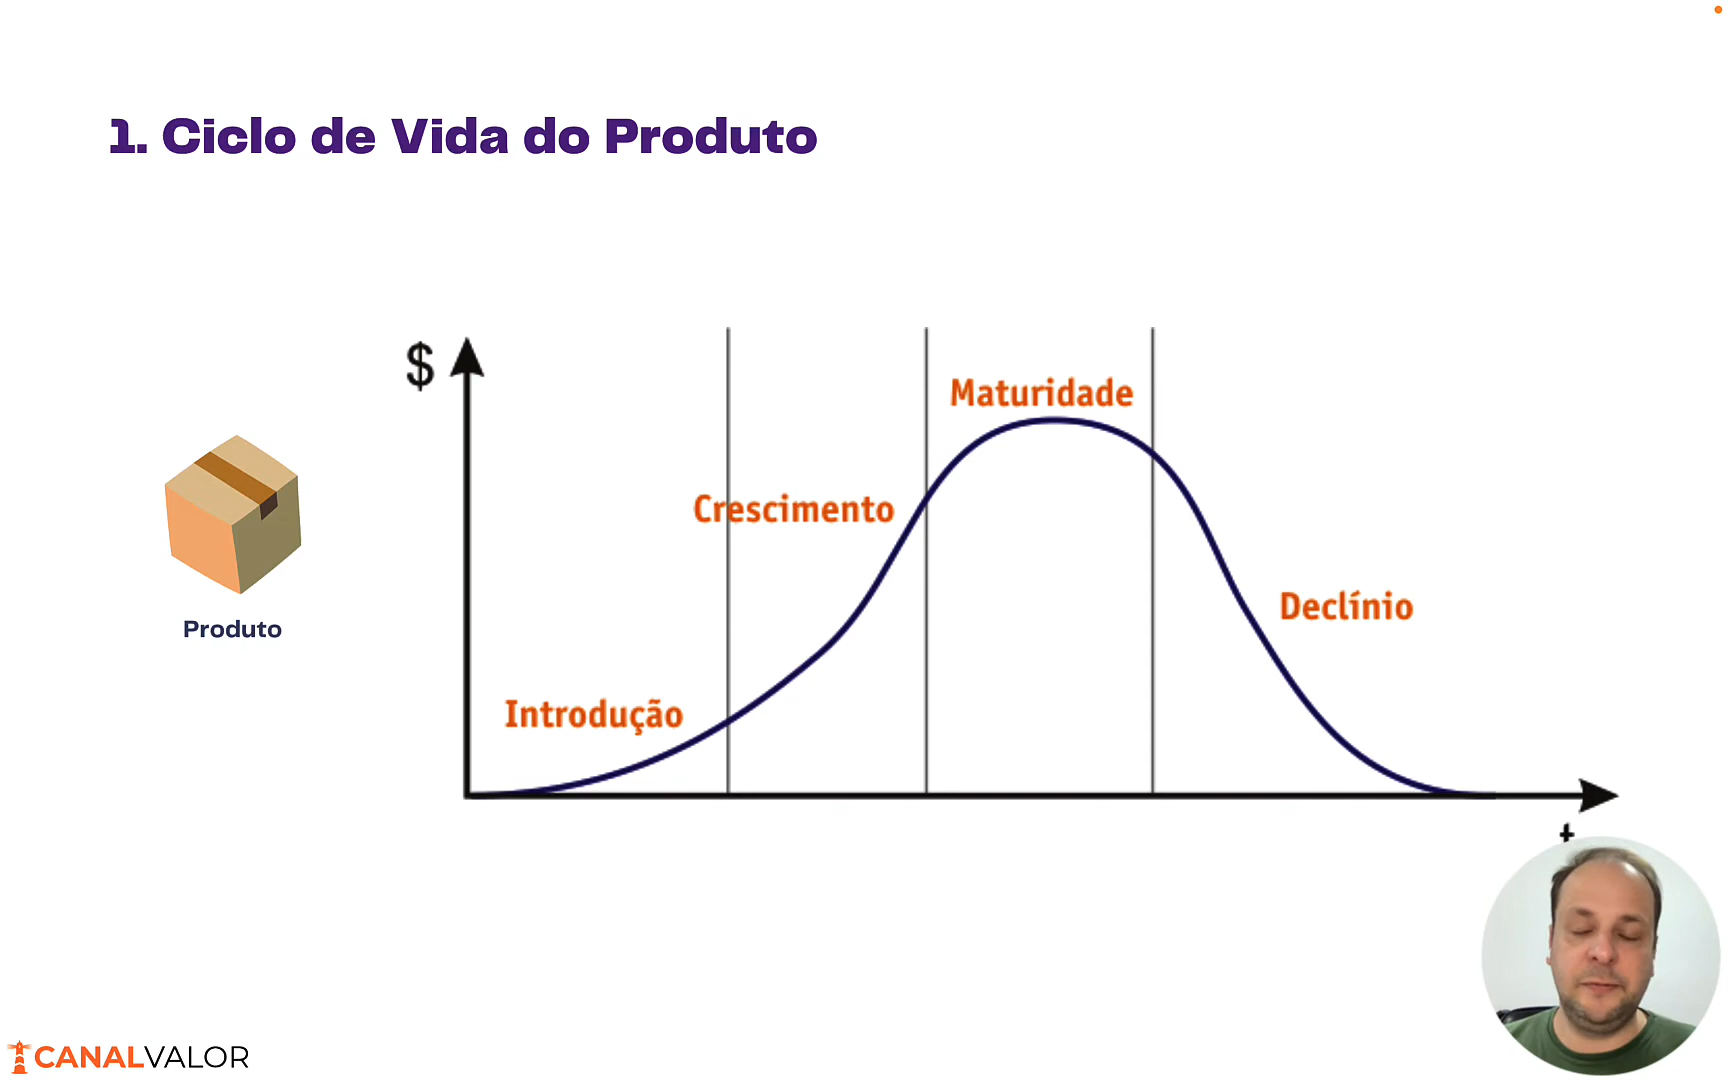 1. Ciclo de Vida do Produto
$
Maturidade
Crescimento
Produto
Declínio
Introdução
t
CANALVALOR